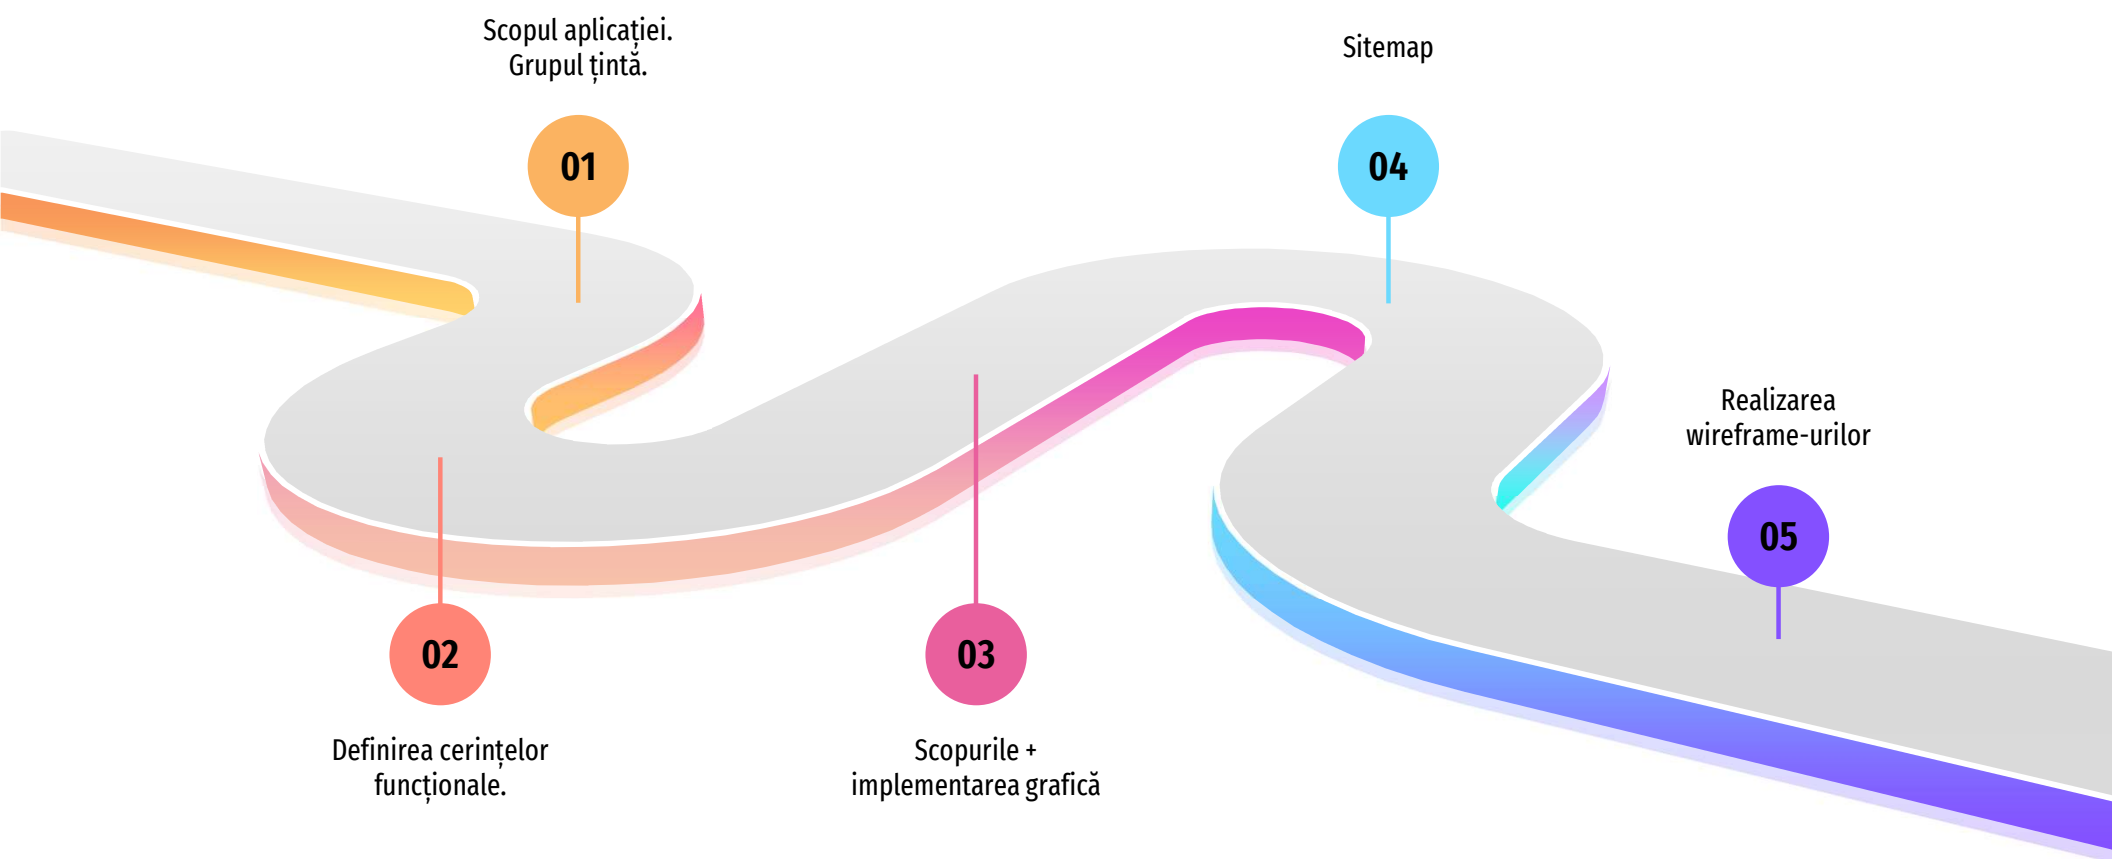 Scopul aplicației.
Grupul țintă.
01
Definirea cerințelor
funcționale.
02
Scopurile +
implementarea grafică
03
Sitemap
04
Realizarea
wireframe-urilor
05